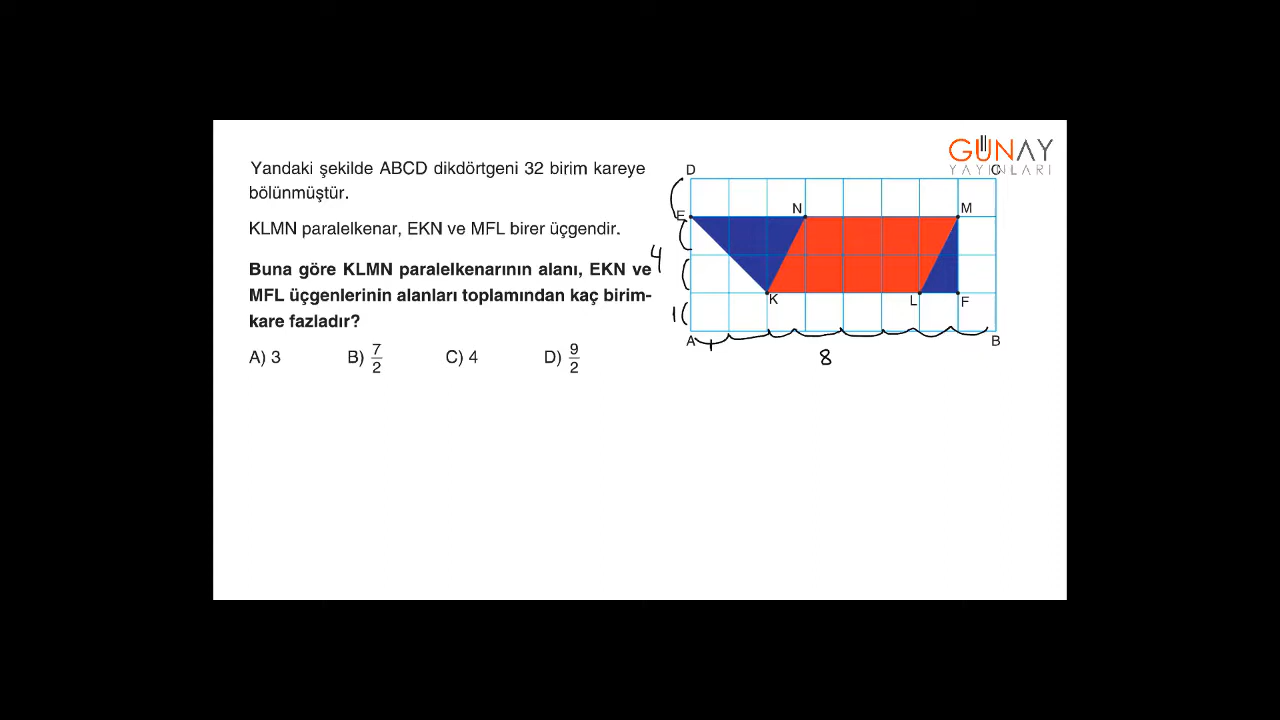 GÜNAY
YAYINLARI
Yandaki şekilde ABCD dikdörtgeni 32 birim kareye
bölünmüştür.
KLMN paralelkenar, EKN ve MFL birer üçgendir.
Buna göre KLMN paralelkenarının alanı, EKN ve
MFL üçgenlerinin alanları toplamından kaç birim-
kare fazladır?
A) 3 B) 7/2 C) 4 D) 9/2
D C
E N M
4
K L F
1
A B
1
8